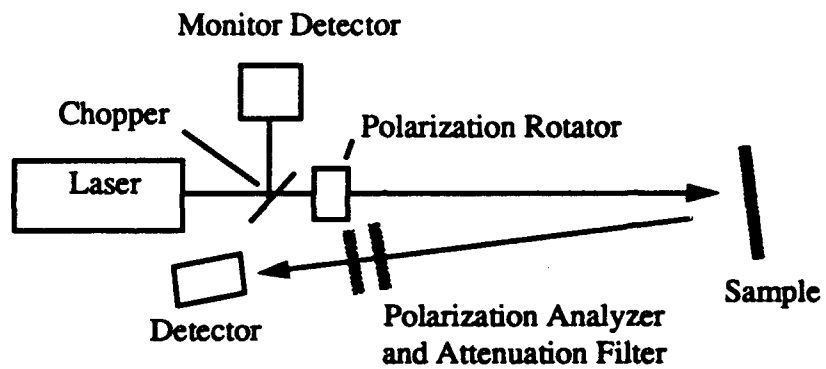 Monitor Detector
Chopper
Polarization Rotator
Laser
Sample
Detector
Polarization Analyzer
and Attenuation Filter